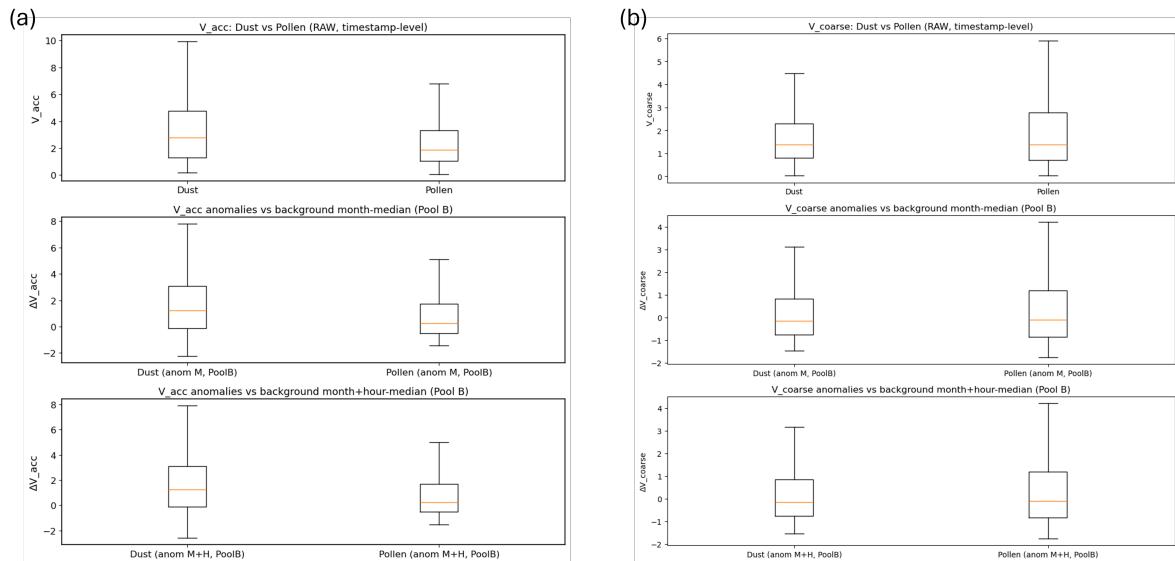 (a)
V_acc: Dust vs Pollen (RAW, timestamp-level)
10
8
6
4
2
0
V_acc
Dust
Pollen
V_acc anomalies vs background month-median (Pool B)
8
6
4
2
0
−2
ΔV_acc
Dust (anom M, PoolB)
Pollen (anom M, PoolB)
V_acc anomalies vs background month+hour-median (Pool B)
8
6
4
2
0
−2
ΔV_acc
Dust (anom M+H, PoolB)
Pollen (anom M+H, PoolB)
(b)
V_coarse: Dust vs Pollen (RAW, timestamp-level)
6
5
4
3
2
1
0
V_coarse
Dust
Pollen
V_coarse anomalies vs background month-median (Pool B)
4
3
2
1
0
−1
−2
ΔV_coarse
Dust (anom M, PoolB)
Pollen (anom M, PoolB)
V_coarse anomalies vs background month+hour-median (Pool B)
4
3
2
1
0
−1
−2
ΔV_coarse
Dust (anom M+H, PoolB)
Pollen (anom M+H, PoolB)